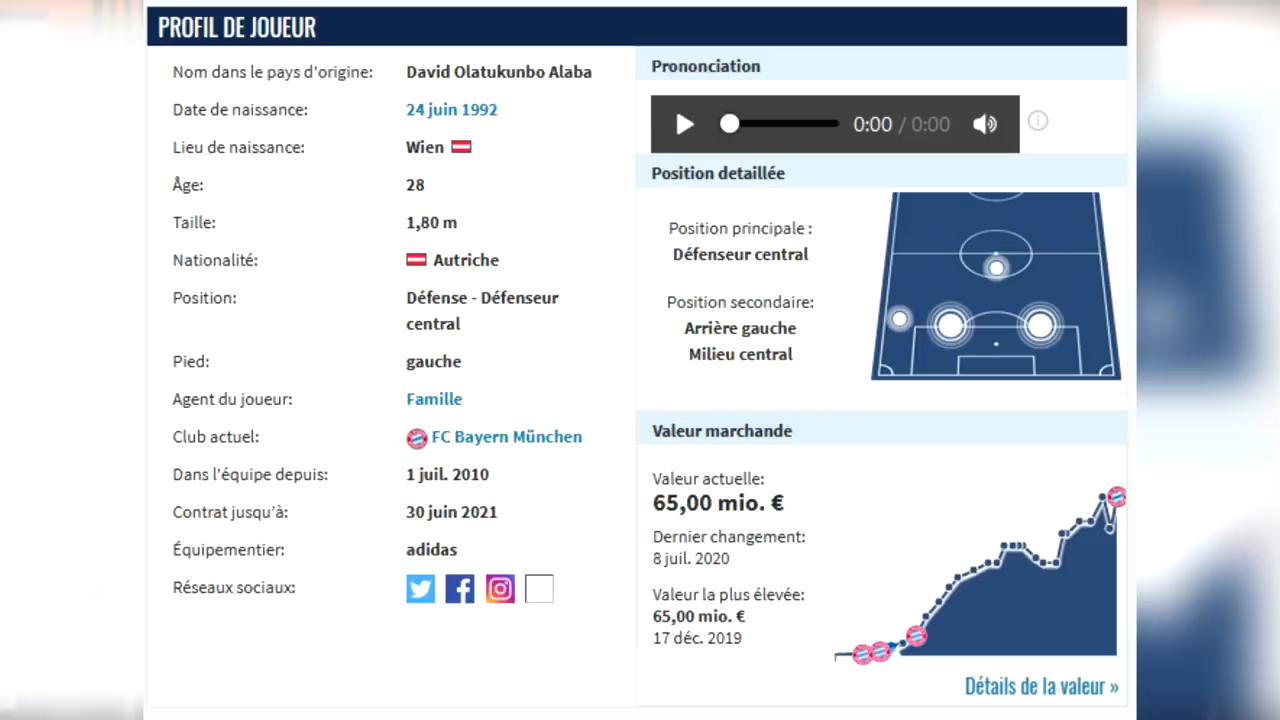 PROFIL DE JOUEUR
Nom dans le pays d'origine: David Olatukunbo Alaba
Date de naissance: 24 juin 1992
Lieu de naissance: Wien
Âge: 28
Taille: 1,80 m
Nationalité: Autriche
Position: Défense - Défenseur
central
Pied: gauche
Agent du joueur: Famille
Club actuel: FC Bayern München
Dans l'équipe depuis: 1 juil. 2010
Contrat jusqu'à: 30 juin 2021
Équipementier: adidas
Réseaux sociaux:
Prononciation
0:00 / 0:00
Position detaillée
Position principale :
Défenseur central
Position secondaire:
Arrière gauche
Milieu central
Valeur marchande
Valeur actuelle:
65,00 mio. €
Dernier changement:
8 juil. 2020
Valeur la plus élevée:
65,00 mio. €
17 déc. 2019
Détails de la valeur »